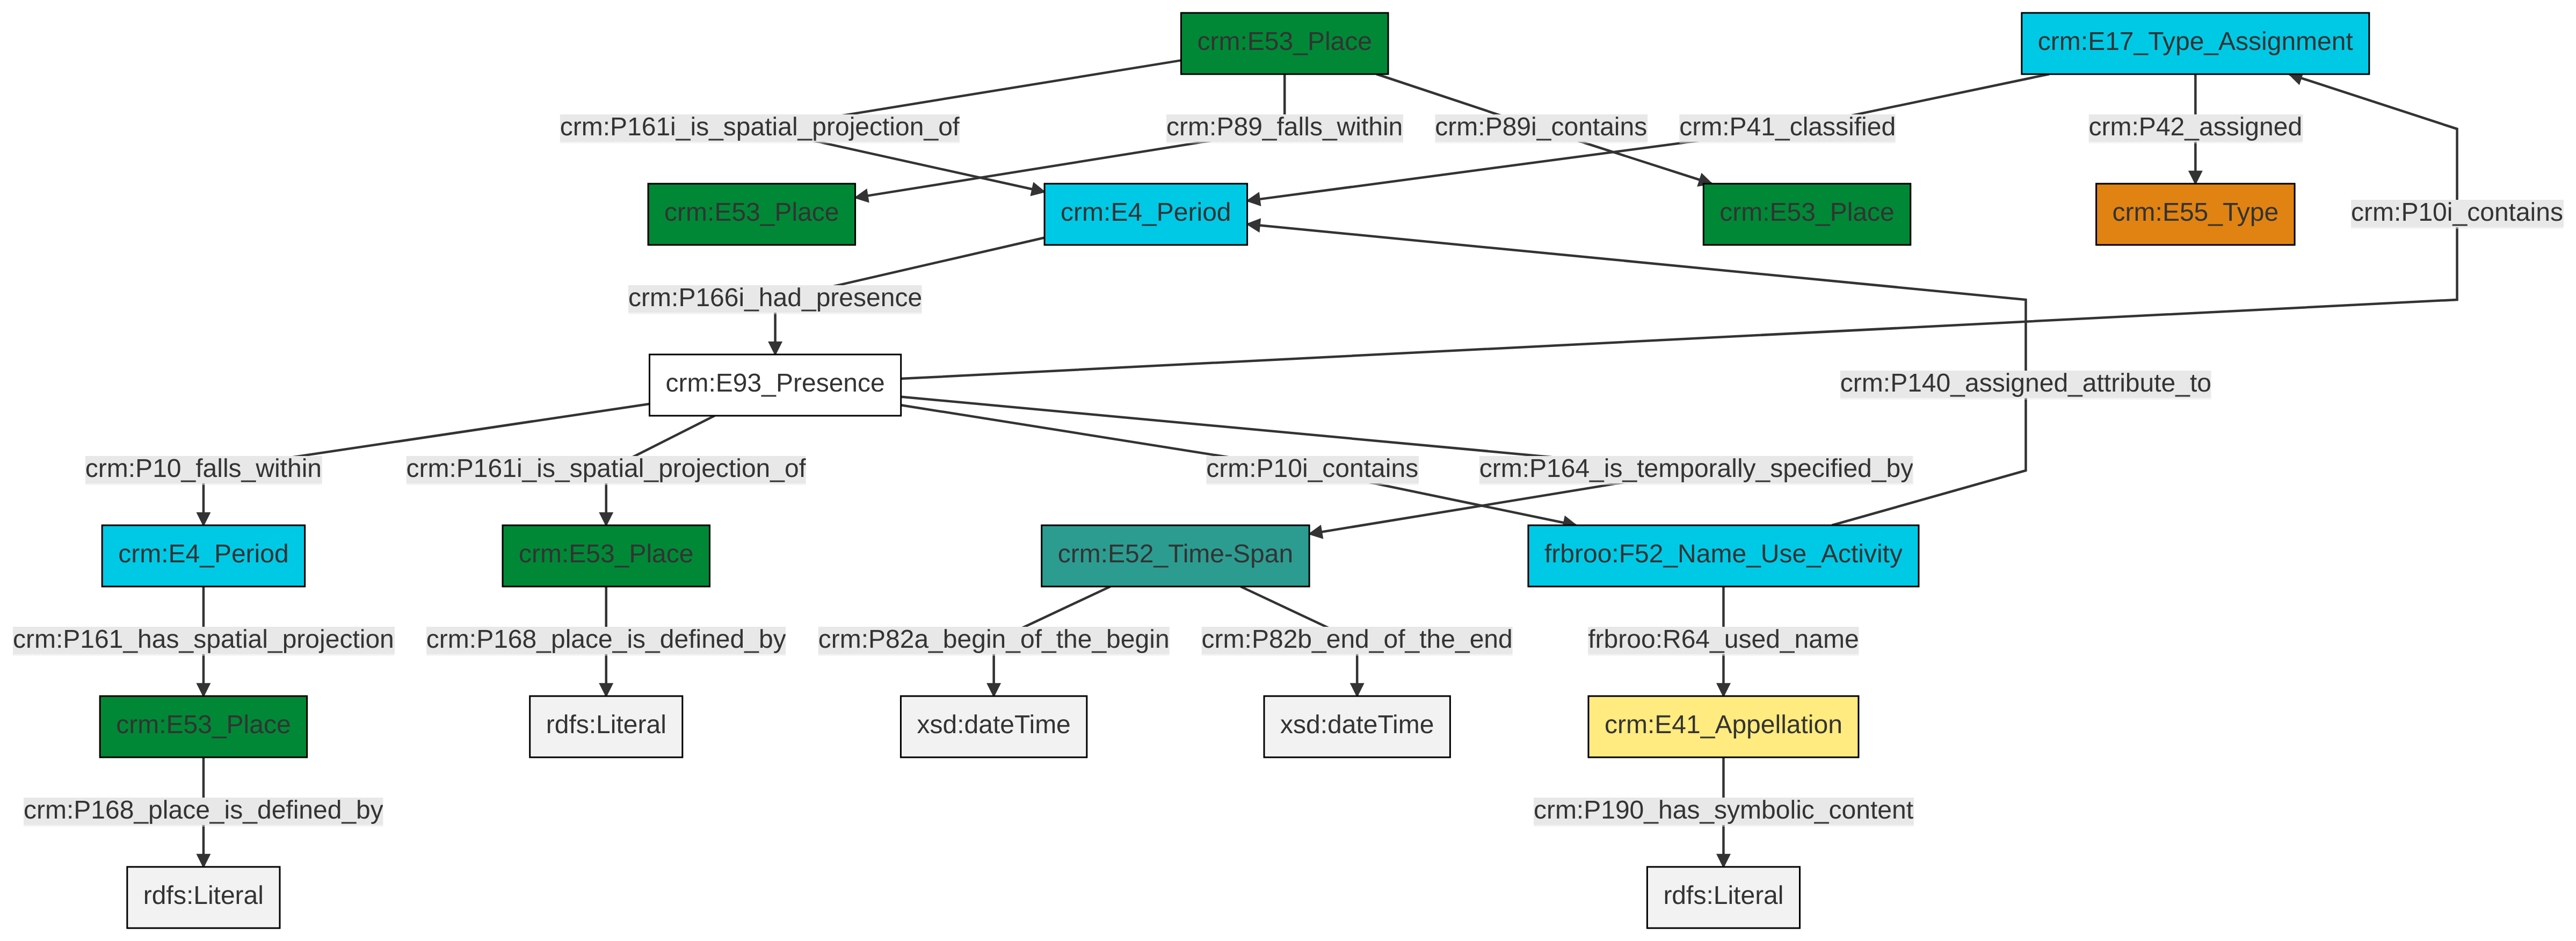 crm:E53_Place
crm:E17_Type_Assignment
crm:P161i_is_spatial_projection_of
crm:P89_falls_within
crm:P89i_contains
crm:P41_classified
crm:P42_assigned
crm:E53_Place
crm:E4_Period
crm:E53_Place
crm:E55_Type
crm:P10i_contains
crm:P166i_had_presence
crm:E93_Presence
crm:P140_assigned_attribute_to
crm:P10_falls_within
crm:P161i_is_spatial_projection_of
crm:P10i_contains
crm:P164_is_temporally_specified_by
crm:E4_Period
crm:E53_Place
crm:E52_Time-Span
frbroo:F52_Name_Use_Activity
crm:P161_has_spatial_projection
crm:P168_place_is_defined_by
crm:P82a_begin_of_the_begin
crm:P82b_end_of_the_end
frbroo:R64_used_name
crm:E53_Place
rdfs:Literal
xsd:dateTime
xsd:dateTime
crm:E41_Appellation
crm:P168_place_is_defined_by
crm:P190_has_symbolic_content
rdfs:Literal
rdfs:Literal